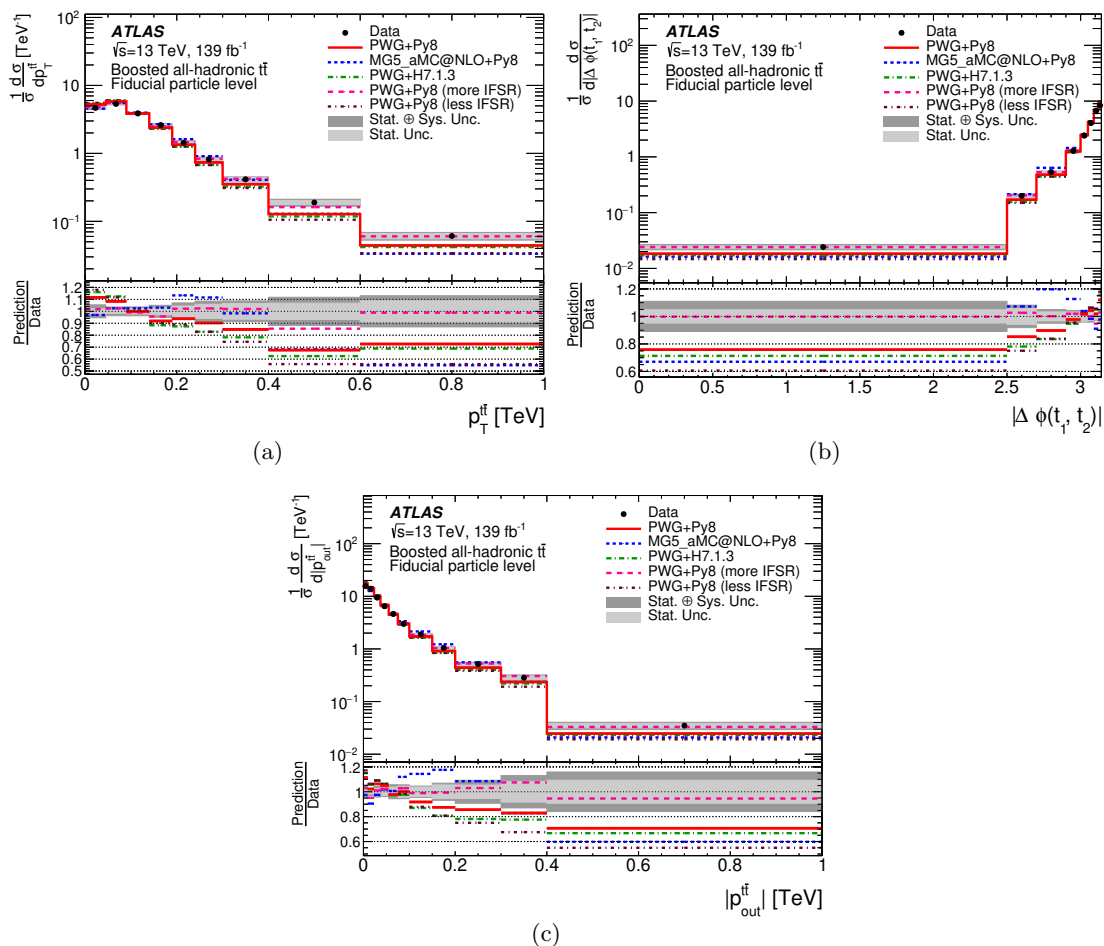 ATLAS
√s=13 TeV, 139 fb⁻¹
Boosted all-hadronic tt̄
Fiducial particle level
Data
PWG+Py8
MG5_aMC@NLO+Py8
PWG+H7.1.3
PWG+Py8 (more IFSR)
PWG+Py8 (less IFSR)
Stat. ⊕ Sys. Unc.
Stat. Unc.
1/σ d σ/dp_T^{tt̄} [TeV⁻¹]
10²
10
1
10⁻¹
10⁻²
Prediction/Data
1.2
1.1
1
0.9
0.8
0.7
0.6
0.5
0 0.2 0.4 0.6 0.8 1
p_T^{tt̄} [TeV]
(a)
ATLAS
√s=13 TeV, 139 fb⁻¹
Boosted all-hadronic tt̄
Fiducial particle level
Data
PWG+Py8
MG5_aMC@NLO+Py8
PWG+H7.1.3
PWG+Py8 (more IFSR)
PWG+Py8 (less IFSR)
Stat. ⊕ Sys. Unc.
Stat. Unc.
1/σ d σ/d|Δ φ(t₁, t₂)|
10²
10
1
10⁻¹
10⁻²
Prediction/Data
1.2
1
0.8
0.6
0 0.5 1 1.5 2 2.5 3
|Δ φ(t₁, t₂)|
(b)
ATLAS
√s=13 TeV, 139 fb⁻¹
Boosted all-hadronic tt̄
Fiducial particle level
Data
PWG+Py8
MG5_aMC@NLO+Py8
PWG+H7.1.3
PWG+Py8 (more IFSR)
PWG+Py8 (less IFSR)
Stat. ⊕ Sys. Unc.
Stat. Unc.
1/σ d σ/d|p_out^{tt̄}| [TeV⁻¹]
10²
10
1
10⁻¹
10⁻²
Prediction/Data
1.2
1
0.8
0.6
0 0.2 0.4 0.6 0.8 1
|p_out^{tt̄}| [TeV]
(c)